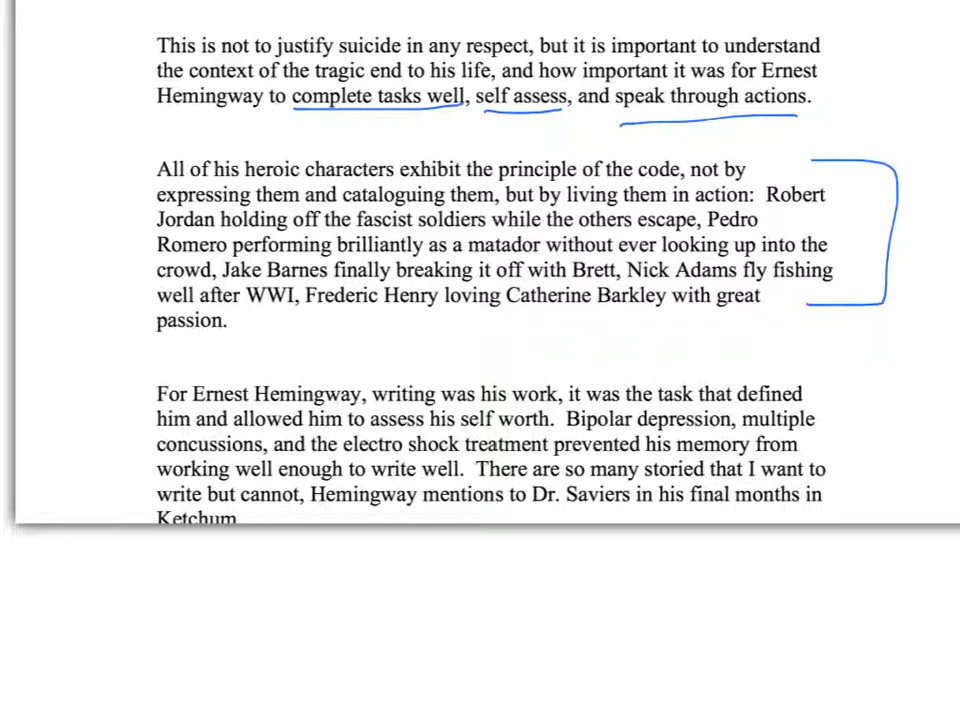 This is not to justify suicide in any respect, but it is important to understand
the context of the tragic end to his life, and how important it was for Ernest
Hemingway to complete tasks well, self assess, and speak through actions.
All of his heroic characters exhibit the principle of the code, not by
expressing them and cataloguing them, but by living them in action:  Robert
Jordan holding off the fascist soldiers while the others escape, Pedro
Romero performing brilliantly as a matador without ever looking up into the
crowd, Jake Barnes finally breaking it off with Brett, Nick Adams fly fishing
well after WWI, Frederic Henry loving Catherine Barkley with great
passion.
For Ernest Hemingway, writing was his work, it was the task that defined
him and allowed him to assess his self worth.  Bipolar depression, multiple
concussions, and the electro shock treatment prevented his memory from
working well enough to write well.  There are so many storied that I want to
write but cannot, Hemingway mentions to Dr. Saviers in his final months in
Ketchum